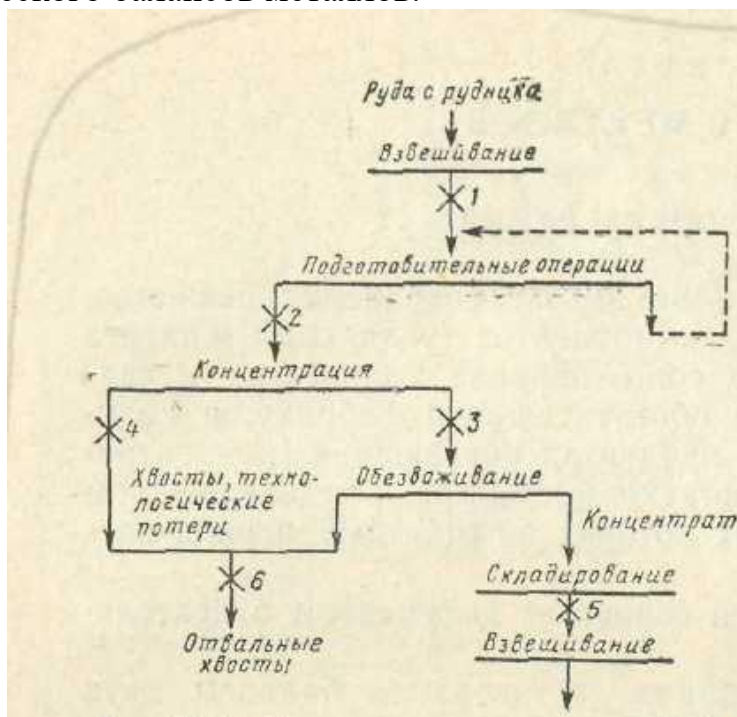 Руда с рудника
Взвешивание
1
Подготовительные операции
2
Концентрация
4
3
Хвосты, техно-
логические
потери
Обезвоживание
Концентрат
6
Складирование
5
Отвальные
хвосты
Взвешивание